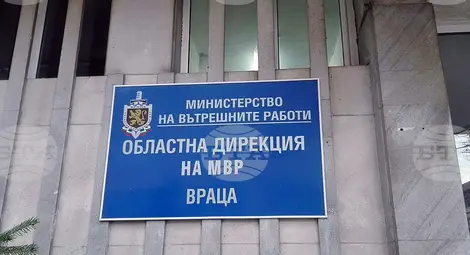 МИНИСТЕРСТВО
НА ВЪТРЕШНИТЕ РАБОТИ
ОБЛАСТНА ДИРЕКЦИЯ
НА МВР
ВРАЦА